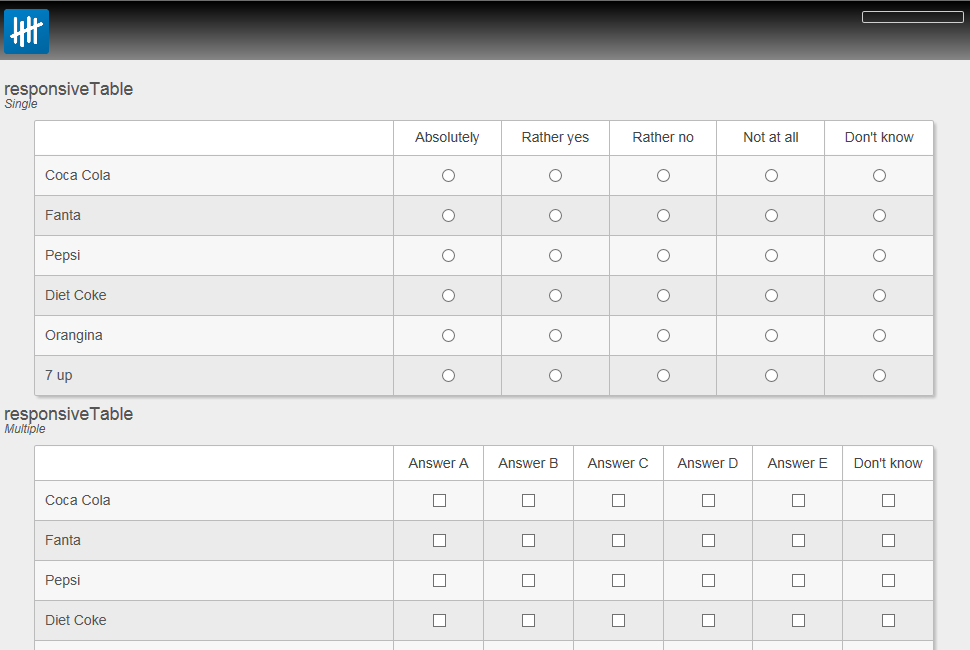 responsiveTable
Single
Absolutely Rather yes Rather no Not at all Don't know
Coca Cola
Fanta
Pepsi
Diet Coke
Orangina
7 up
responsiveTable
Multiple
Answer A Answer B Answer C Answer D Answer E Don't know
Coca Cola
Fanta
Pepsi
Diet Coke